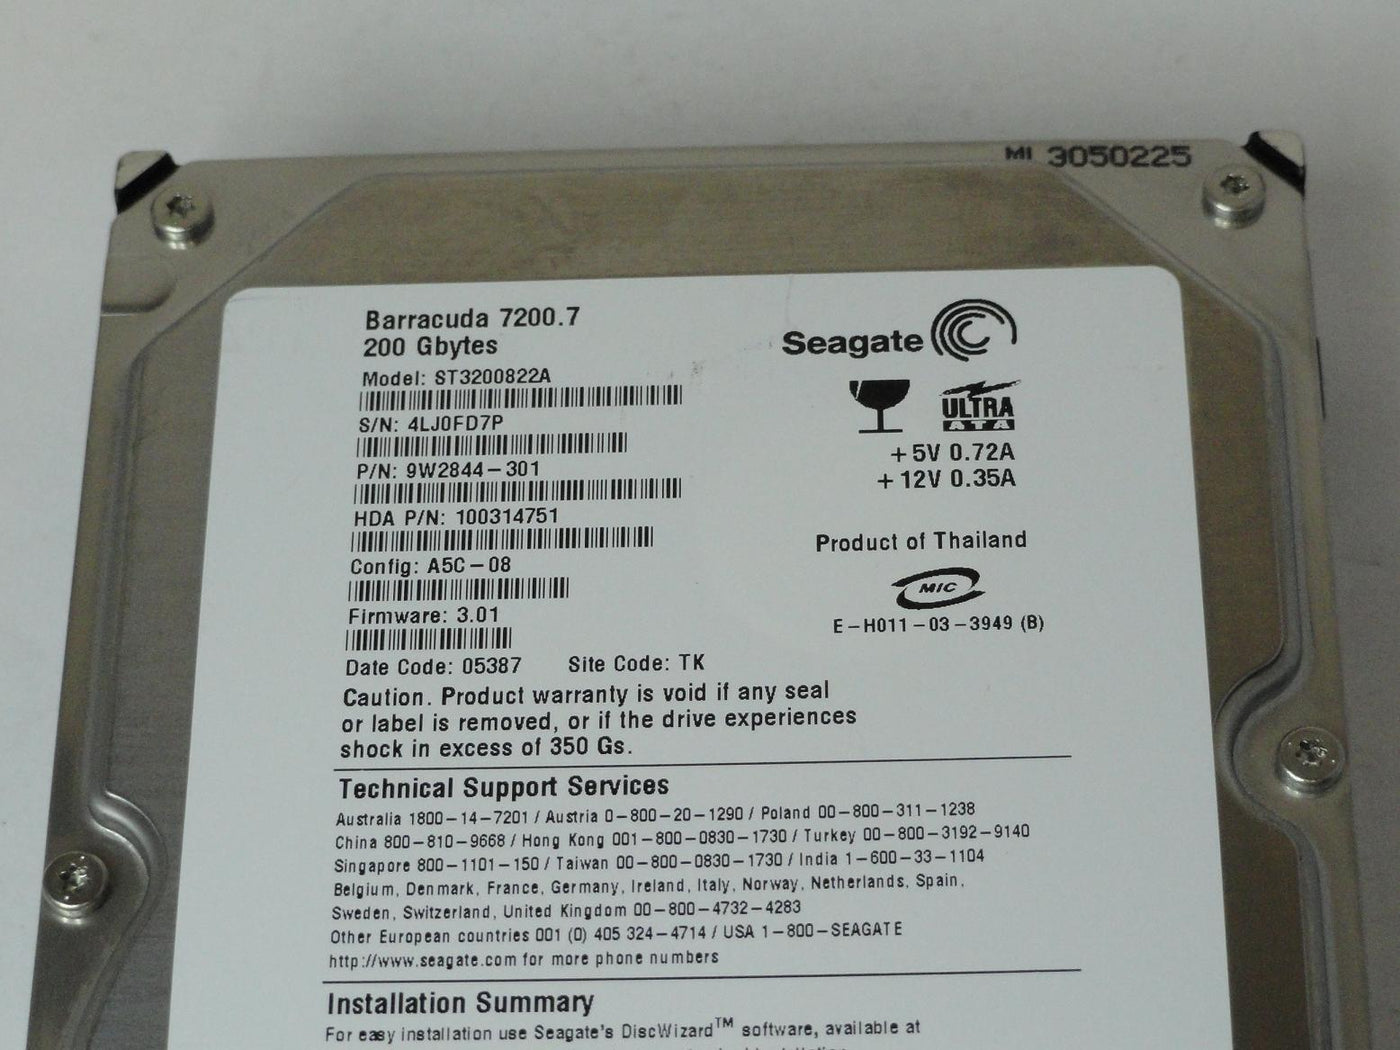 MI 3050225
Barracuda 7200.7
200 Gbytes
Model: ST3200822A
S/N: 4LJ0FD7P
P/N: 9W2844-301
HDA P/N: 100314751
Config: A5C-08
Firmware: 3.01
Date Code: 05387 Site Code: TK
Seagate
ULTRA
ATA
+5V 0.72A
+12V 0.35A
Product of Thailand
MIC
E-H011-03-3949 (B)
Caution. Product warranty is void if any seal
or label is removed, or if the drive experiences
shock in excess of 350 Gs.
Technical Support Services
Australia 1800-14-7201 / Austria 0-800-20-1290 / Poland 00-800-311-1238
China 800-810-9668 / Hong Kong 001-800-0830-1730 / Turkey 00-800-3192-9140
Singapore 800-1101-150 / Taiwan 00-800-0830-1730 / India 1-600-33-1104
Belgium, Denmark, France, Germany, Ireland, Italy, Norway, Netherlands, Spain,
Sweden, Switzerland, United Kingdom 00-800-4732-4283
Other European countries 001 (0) 405 324-4714 / USA 1-800-SEAGATE
http://www.seagate.com for more phone numbers
Installation Summary
For easy installation use Seagate's DiscWizard™ software, available at